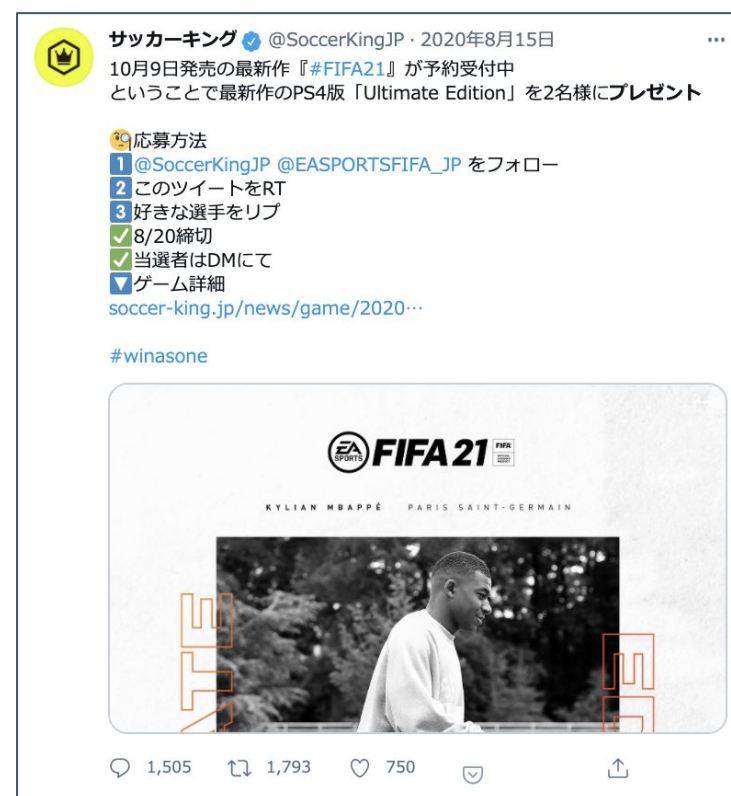 サッカーキング @SoccerKingJP · 2020年8月15日 …
10月9日発売の最新作『#FIFA21』が予約受付中
ということで最新作のPS4版「Ultimate Edition」を2名様にプレゼント
🧐応募方法
1️⃣@SoccerKingJP @EASPORTSFIFA_JP をフォロー
2️⃣このツイートをRT
3️⃣好きな選手をリプ
✅8/20締切
✅当選者はDMにて
🔽ゲーム詳細
soccer-king.jp/news/game/2020…
#winasone
EA SPORTS FIFA 21 FIFA
KYLIAN MBAPPÉ PARIS SAINT-GERMAIN
ATE
UE
1,505 1,793 750